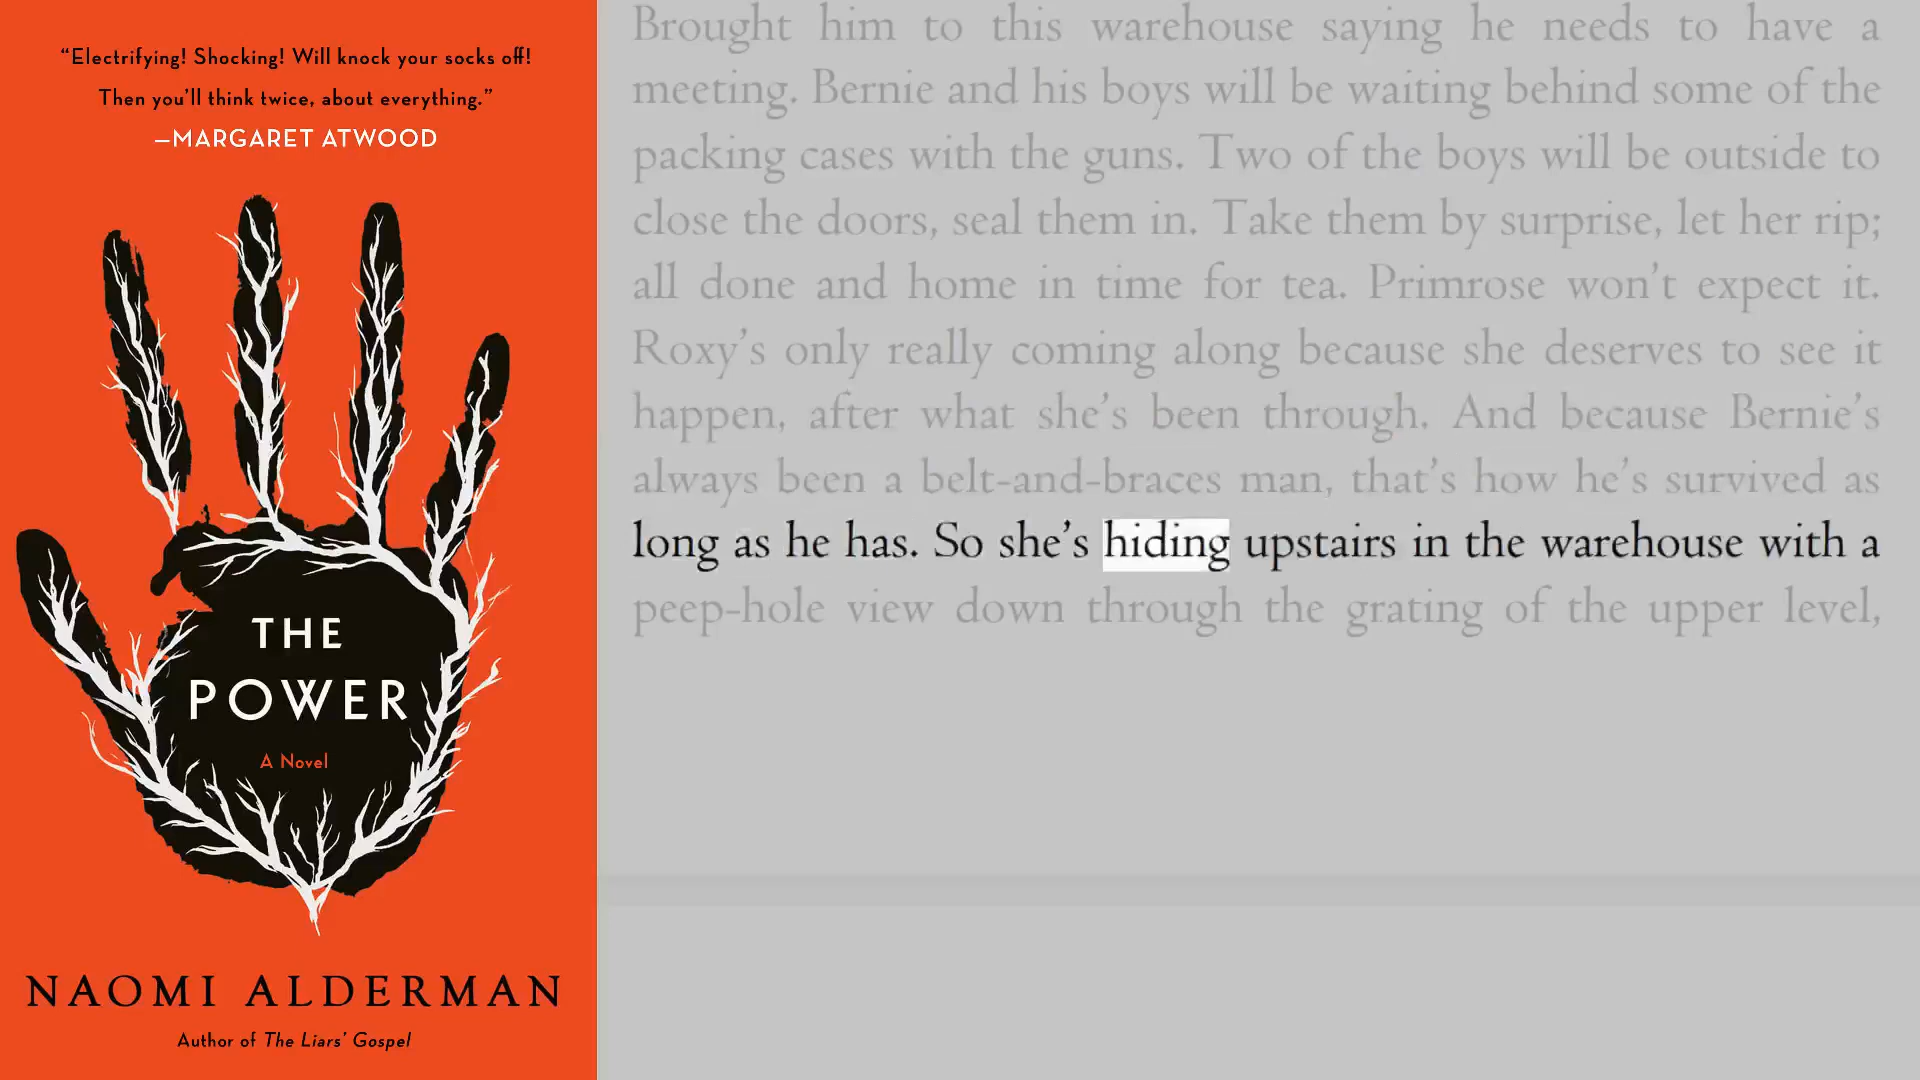 “Electrifying! Shocking! Will knock your socks off!
Then you’ll think twice, about everything.”
—MARGARET ATWOOD
THE
POWER
A Novel
NAOMI ALDERMAN
Author of The Liars’ Gospel
Brought him to this warehouse saying he needs to have a
meeting. Bernie and his boys will be waiting behind some of the
packing cases with the guns. Two of the boys will be outside to
close the doors, seal them in. Take them by surprise, let her rip;
all done and home in time for tea. Primrose won’t expect it.
Roxy’s only really coming along because she deserves to see it
happen, after what she’s been through. And because Bernie’s
always been a belt-and-braces man, that’s how he’s survived as
long as he has. So she’s hiding upstairs in the warehouse with a
peep-hole view down through the grating of the upper level,